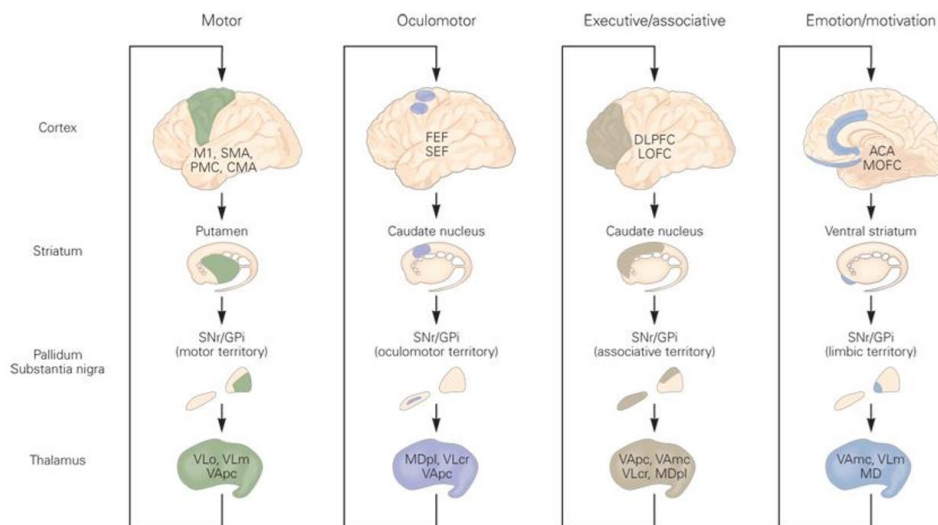 Motor
Oculomotor
Executive/associative
Emotion/motivation
Cortex
M1, SMA,
PMC, CMA
FEF
SEF
DLPFC
LOFC
ACA
MOFC
Striatum
Putamen
Caudate nucleus
Caudate nucleus
Ventral striatum
Pallidum
Substantia nigra
SNr/GPi
(motor territory)
SNr/GPi
(oculomotor territory)
SNr/GPi
(associative territory)
SNr/GPi
(limbic territory)
Thalamus
VLo, VLm
VApc
MDpl, VLcr
VApc
VApc, VAmc
VLcr, MDpl
VAmc, VLm
MD